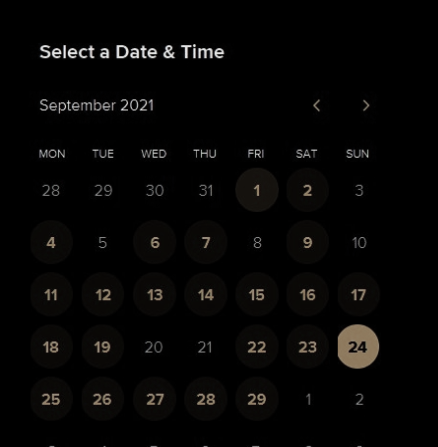 Select a Date & Time
September 2021
MON TUE WED THU FRI SAT SUN
28 29 30 31 1 2 3
4 5 6 7 8 9 10
11 12 13 14 15 16 17
18 19 20 21 22 23 24
25 26 27 28 29 1 2